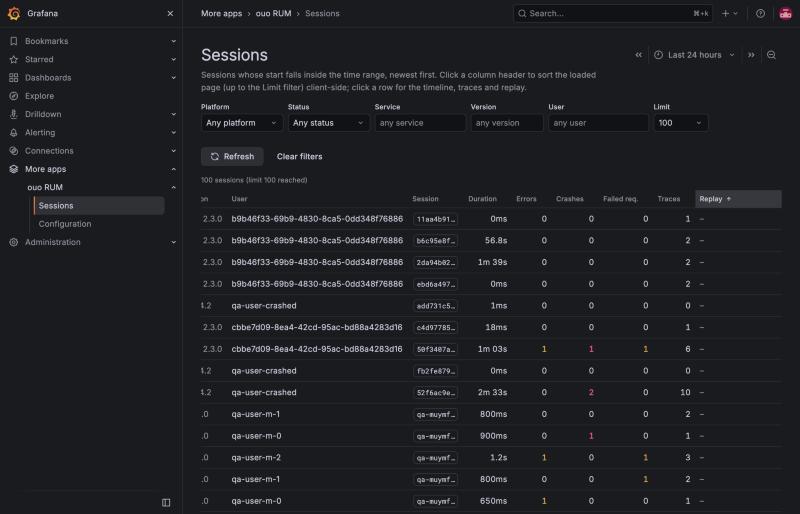 Grafana
More apps › ouo RUM › Sessions
Search...
⌘+k
Bookmarks
Starred
Dashboards
Explore
Drilldown
Alerting
Connections
More apps
ouo RUM
Sessions
Configuration
Administration
Sessions
Last 24 hours
Sessions whose start falls inside the time range, newest first. Click a column header to sort the loaded
page (up to the Limit filter) client-side; click a row for the timeline, traces and replay.
Platform Status Service Version User Limit
Any platform Any status any service any version any user 100
Refresh Clear filters
100 sessions (limit 100 reached)
on User Session Duration Errors Crashes Failed req. Traces Replay ↑
2.3.0 b9b46f33-69b9-4830-8ca5-0dd348f76886 11aa4b91… 0ms 0 0 0 1 –
2.3.0 b9b46f33-69b9-4830-8ca5-0dd348f76886 b6c95e8f… 56.8s 0 0 0 2 –
2.3.0 b9b46f33-69b9-4830-8ca5-0dd348f76886 2da94b02… 1m 39s 0 0 0 2 –
2.3.0 b9b46f33-69b9-4830-8ca5-0dd348f76886 ebd6a497… 0ms 0 0 0 2 –
4.2 qa-user-crashed add731c5… 1ms 0 0 0 0 –
2.3.0 cbbe7d09-8ea4-42cd-95ac-bd88a4283d16 c4d97785… 18ms 0 0 0 1 –
2.3.0 cbbe7d09-8ea4-42cd-95ac-bd88a4283d16 50f3407a… 1m 03s 1 1 1 6 –
4.2 qa-user-crashed fb2fe879… 0ms 0 0 0 0 –
4.2 qa-user-crashed 52f6ac9e… 2m 33s 0 2 0 10 –
.0 qa-user-m-1 qa-muymf… 800ms 0 0 0 2 –
.0 qa-user-m-0 qa-muymf… 900ms 0 1 0 1 –
.0 qa-user-m-2 qa-muymf… 1.2s 1 0 1 3 –
.0 qa-user-m-1 qa-muymf… 800ms 0 0 1 2 –
.0 qa-user-m-0 qa-muymf… 650ms 1 0 0 1 –